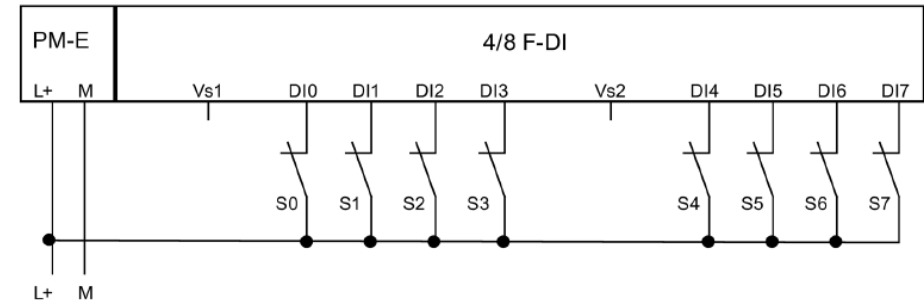 PM-E 4/8 F-DI
L+ M Vs1 DI0 DI1 DI2 DI3 Vs2 DI4 DI5 DI6 DI7
S0 S1 S2 S3 S4 S5 S6 S7
L+ M